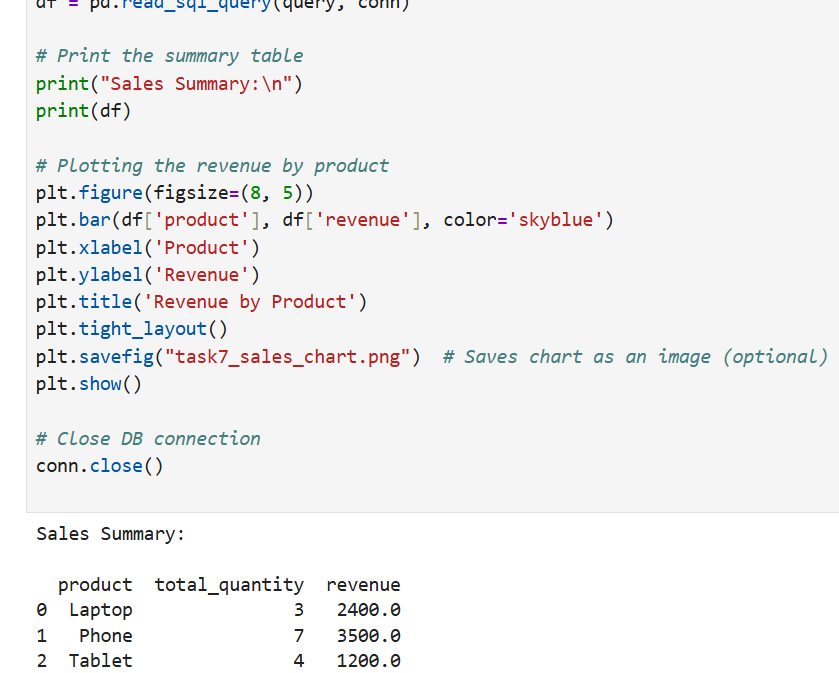 df = pd.read_sql_query(query, conn)
# Print the summary table
print("Sales Summary:\n")
print(df)
# Plotting the revenue by product
plt.figure(figsize=(8, 5))
plt.bar(df['product'], df['revenue'], color='skyblue')
plt.xlabel('Product')
plt.ylabel('Revenue')
plt.title('Revenue by Product')
plt.tight_layout()
plt.savefig("task7_sales_chart.png")  # Saves chart as an image (optional)
plt.show()
# Close DB connection
conn.close()
Sales Summary:
  product  total_quantity  revenue
0  Laptop               3   2400.0
1   Phone               7   3500.0
2  Tablet               4   1200.0